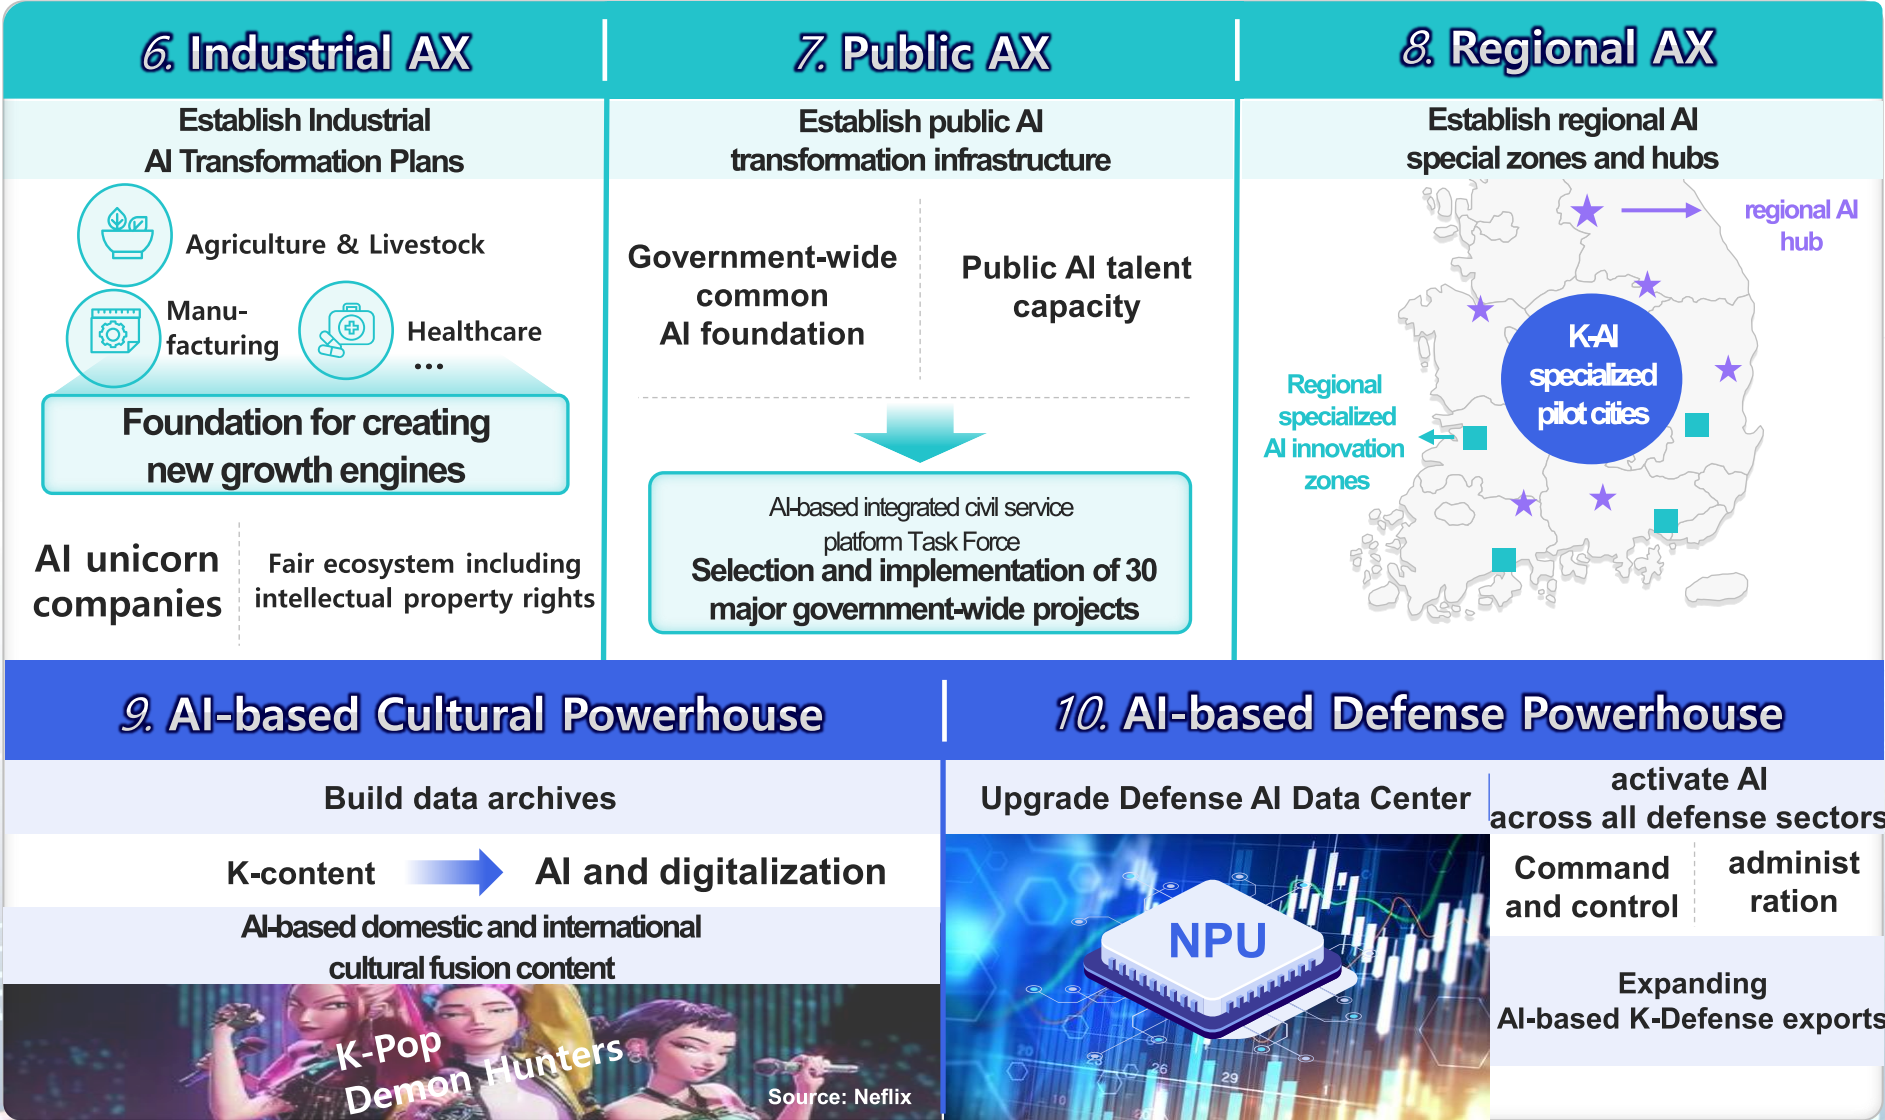 6. Industrial AX
Establish Industrial
AI Transformation Plans
Agriculture & Livestock
Manu-
facturing
Healthcare
...
Foundation for creating
new growth engines
AI unicorn
companies
Fair ecosystem including
intellectual property rights
7. Public AX
Establish public AI
transformation infrastructure
Government-wide
common
AI foundation
Public AI talent
capacity
AI-based integrated civil service
platform Task Force
Selection and implementation of 30
major government-wide projects
8. Regional AX
Establish regional AI
special zones and hubs
regional AI
hub
K-AI
specialized
pilot cities
Regional
specialized
AI innovation
zones
9. AI-based Cultural Powerhouse
Build data archives
K-content
AI and digitalization
AI-based domestic and international
cultural fusion content
K-Pop
Demon Hunters
Source: Neflix
10. AI-based Defense Powerhouse
Upgrade Defense AI Data Center
NPU
26
29
1
activate AI
across all defense sectors
Command
and control
administ
ration
Expanding
AI-based K-Defense exports